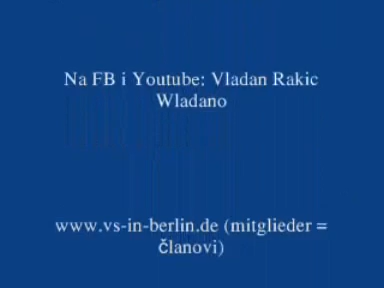 Na FB i Youtube: Vladan Rakic
Wladano
www.vs-in-berlin.de (mitglieder =
članovi)